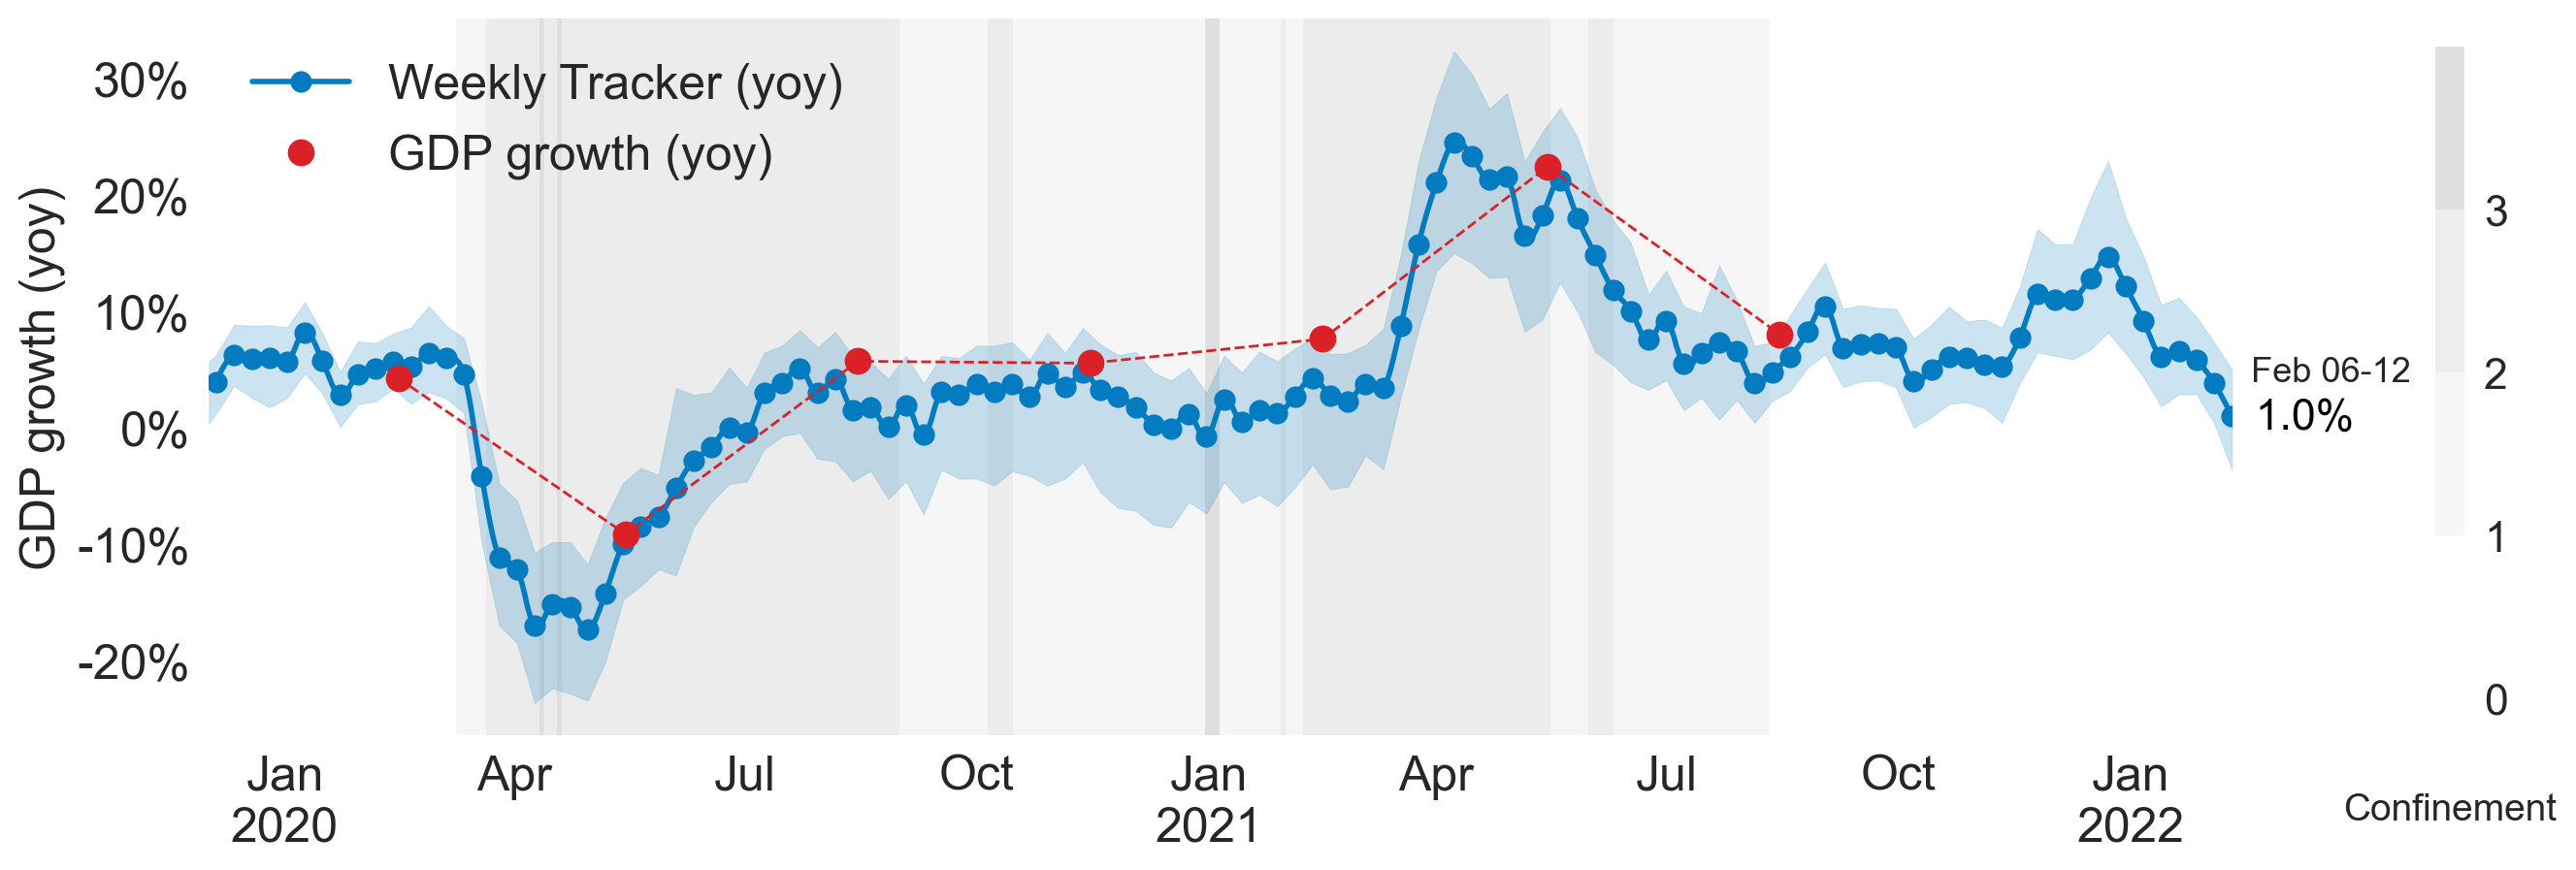 Weekly Tracker (yoy)
GDP growth (yoy)
GDP growth (yoy)
30%
20%
10%
0%
-10%
-20%
Feb 06-12
1.0%
3
2
1
0
Jan Apr Jul Oct Jan Apr Jul Oct Jan
2020 2021 2022
Confinement